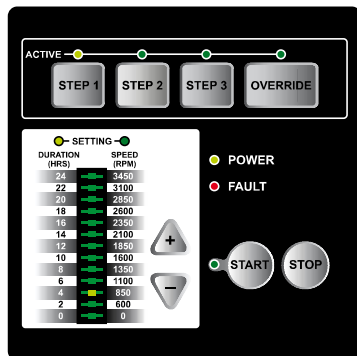 ACTIVE
STEP 1 STEP 2 STEP 3 OVERRIDE
SETTING
DURATION (HRS) SPEED (RPM)
24 3450
22 3100
20 2850
18 2600
16 2350
14 2100
12 1850
10 1600
8 1350
6 1100
4 850
2 600
0 0
+
−
POWER
FAULT
START STOP